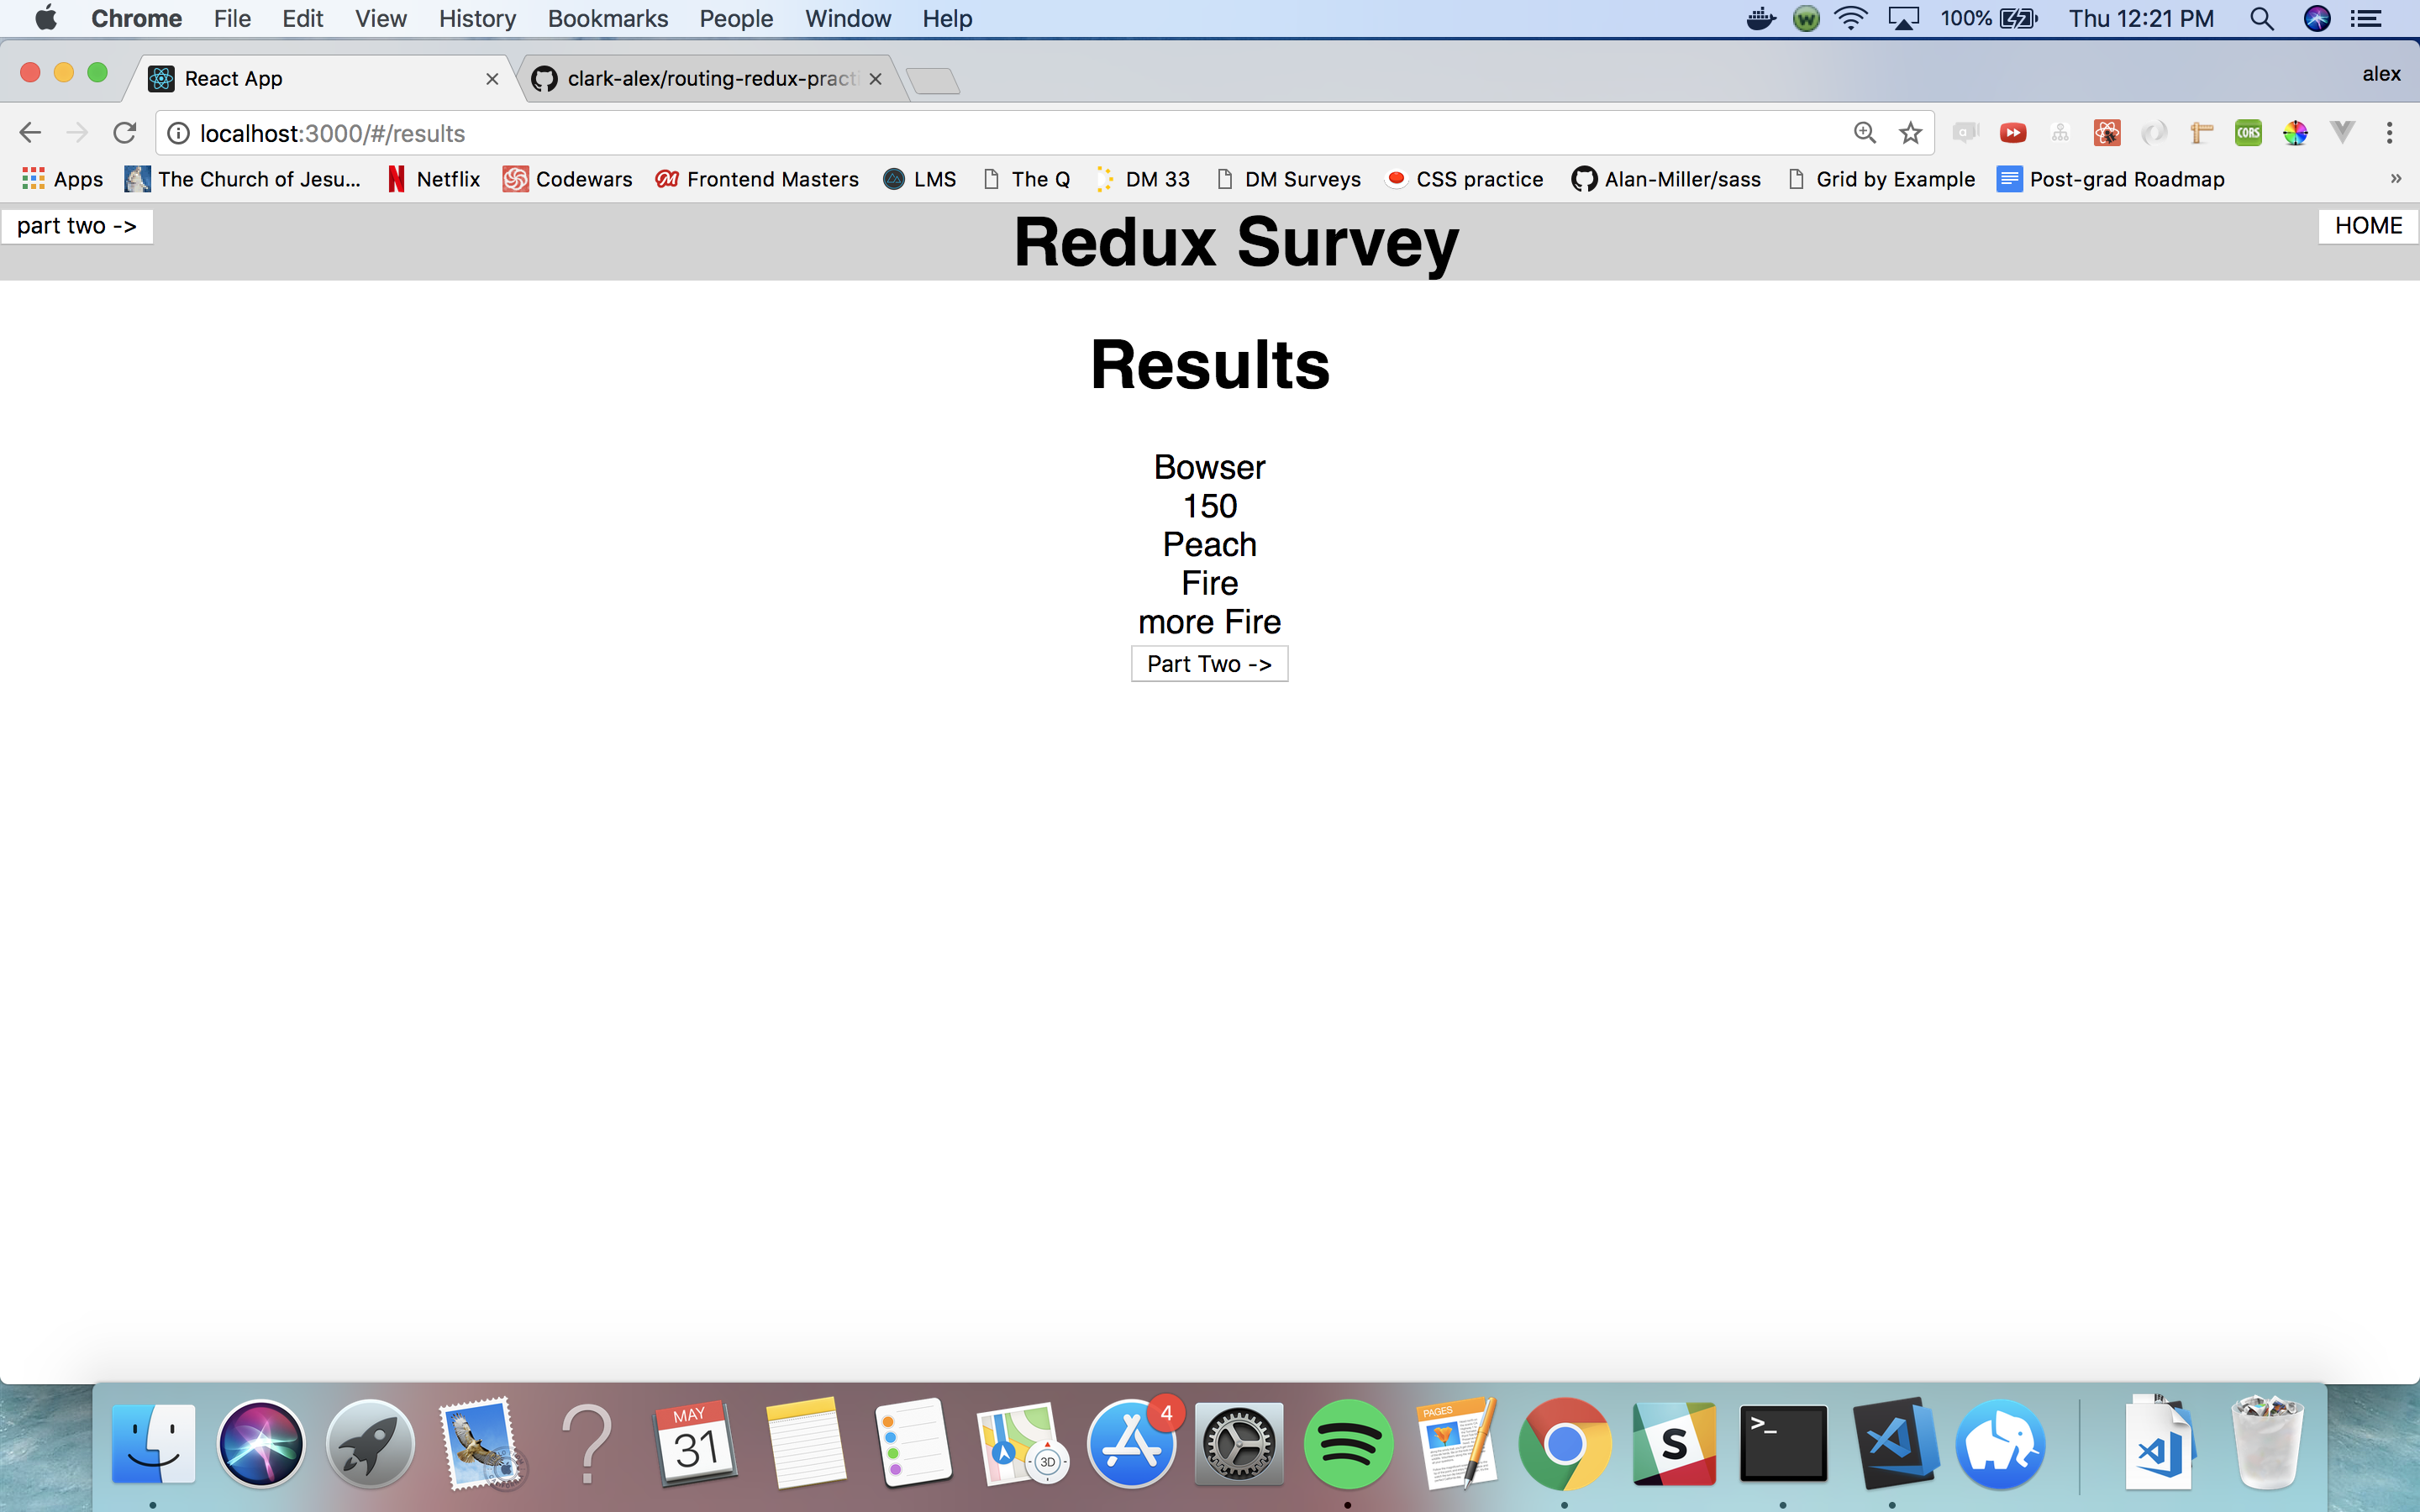 Chrome File Edit View History Bookmarks People Window Help 100% Thu 12:21 PM
React App clark-alex/routing-redux-practi alex
localhost:3000/#/results CORS
Apps The Church of Jesu... Netflix Codewars Frontend Masters LMS The Q DM 33 DM Surveys CSS practice Alan-Miller/sass Grid by Example Post-grad Roadmap »
part two -> Redux Survey HOME
Results
Bowser
150
Peach
Fire
more Fire
Part Two ->
MAY
31
3D
4
PAGES
S
>_